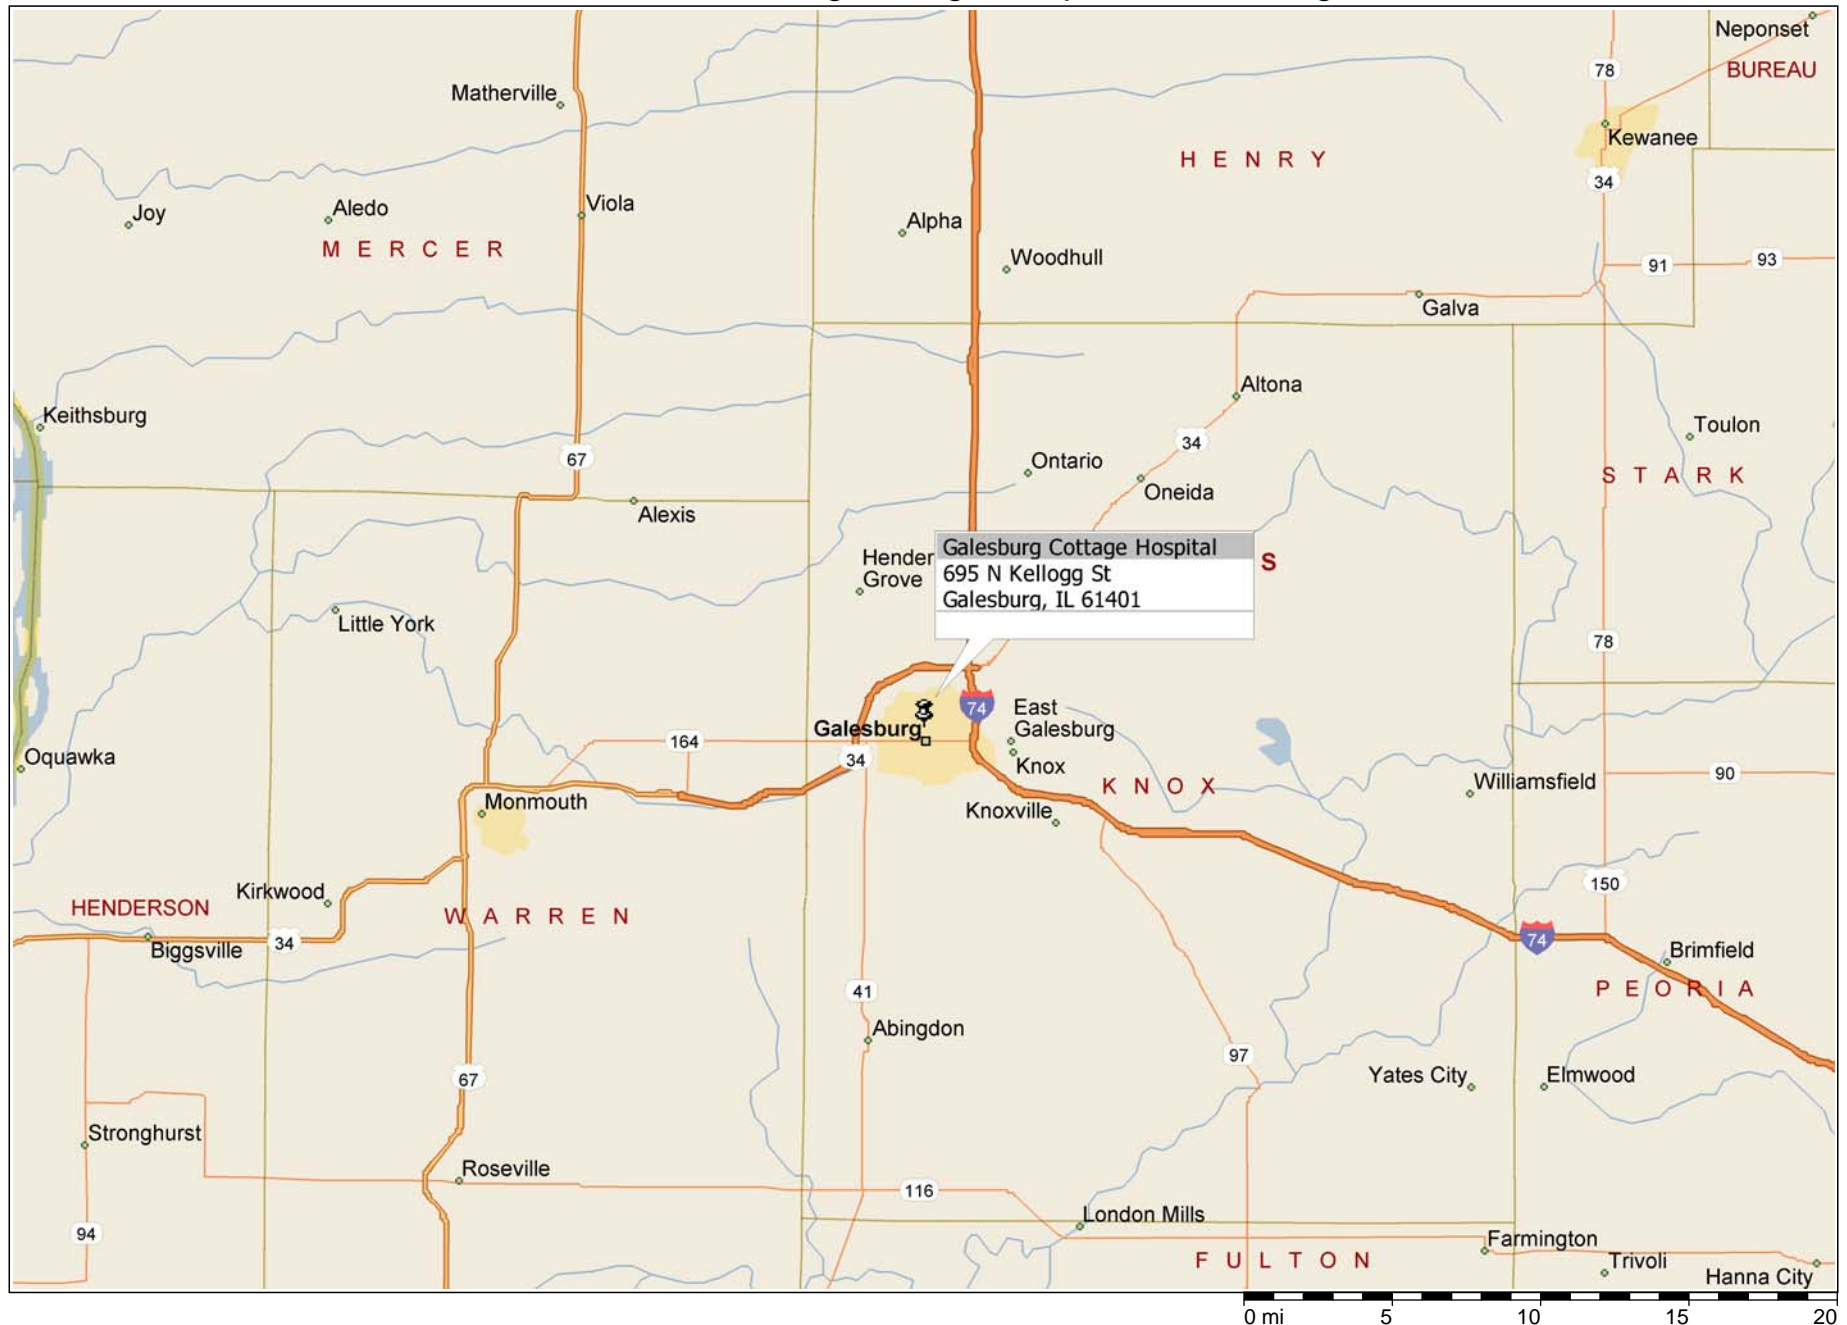 Neponset
78
BUREAU
Matherville
Kewanee
HENRY
34
Joy
Aledo
Viola
Alpha
MERCER
Woodhull
91
93
Galva
Altona
Keithsburg
Toulon
34
67
Ontario
STARK
Oneida
Alexis
Galesburg Cottage Hospital
695 N Kellogg St
Galesburg, IL 61401
Hender
Grove
S
Little York
78
74
East
Galesburg
Galesburg
164
34
Oquawka
Knox
90
Williamsfield
KNOX
Monmouth
Knoxville
150
Kirkwood
HENDERSON
WARREN
34
74
Biggsville
Brimfield
PEORIA
41
Abingdon
97
67
Yates City
Elmwood
Stronghurst
Roseville
116
London Mills
94
Farmington
FULTON
Trivoli
Hanna City
0 mi 5 10 15 20